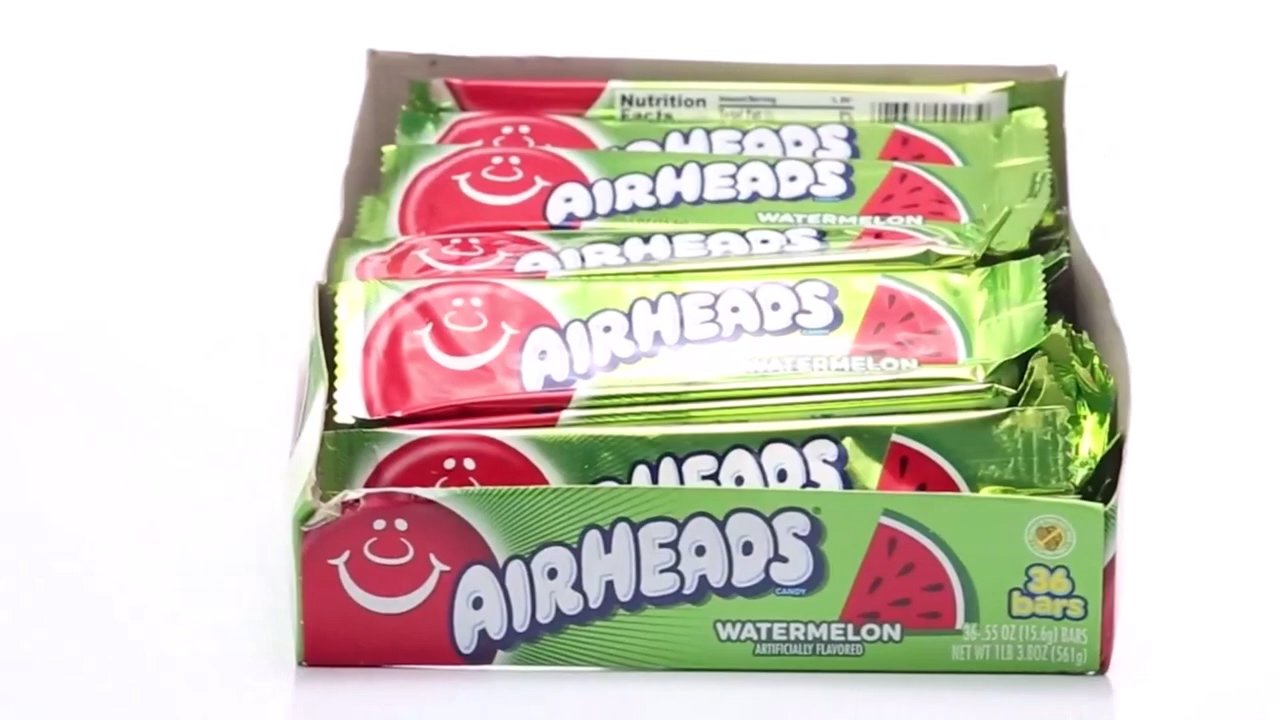 Nutrition
Facts
AIRHEADS
AIRHEADS
WATERMELON
AIRHEADS
AIRHEADS
WATERMELON
AIRHEADS
AIRHEADS
CANDY
WATERMELON
ARTIFICIALLY FLAVORED
36
bars
36-.55 OZ (15.6g) BARS
NET WT 1LB 3.8OZ (561g)